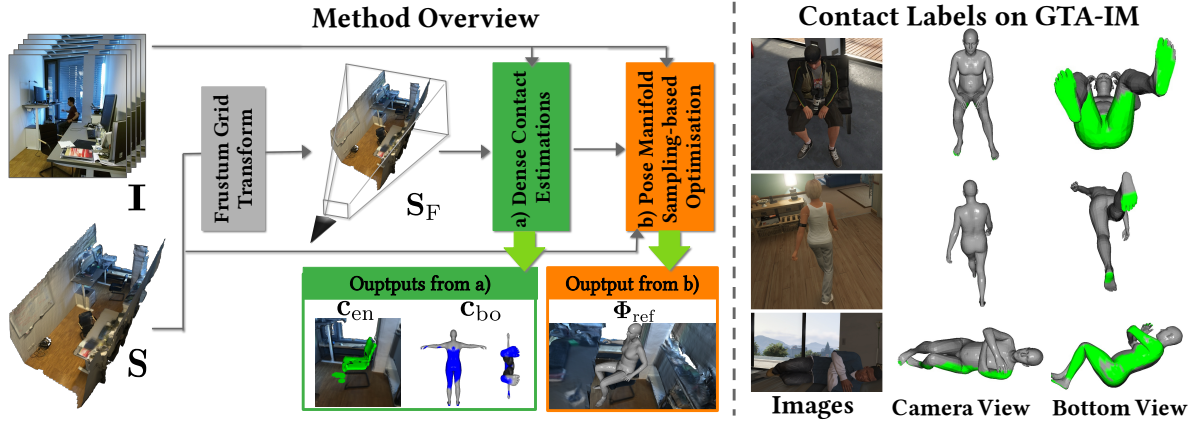 Method Overview
I
S
Frustum Grid
Transform
S_F
a) Dense Contact
Estimations
b) Pose Manifold
Sampling-based
Optimisation
Ouptputs from a)
c_en
c_bo
Ouptput from b)
Φ_ref
Contact Labels on GTA-IM
Images
Camera View
Bottom View